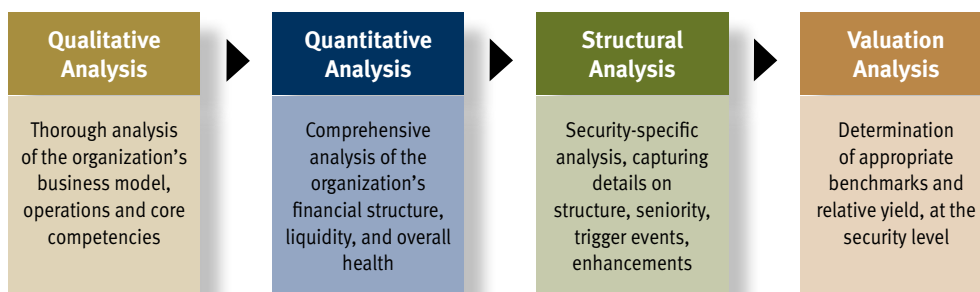 Qualitative
Analysis
Thorough analysis
of the organization's
business model,
operations and core
competencies
Quantitative
Analysis
Comprehensive
analysis of the
organization's
financial structure,
liquidity, and overall
health
Structural
Analysis
Security-specific
analysis, capturing
details on
structure, seniority,
trigger events,
enhancements
Valuation
Analysis
Determination
of appropriate
benchmarks and
relative yield, at the
security level